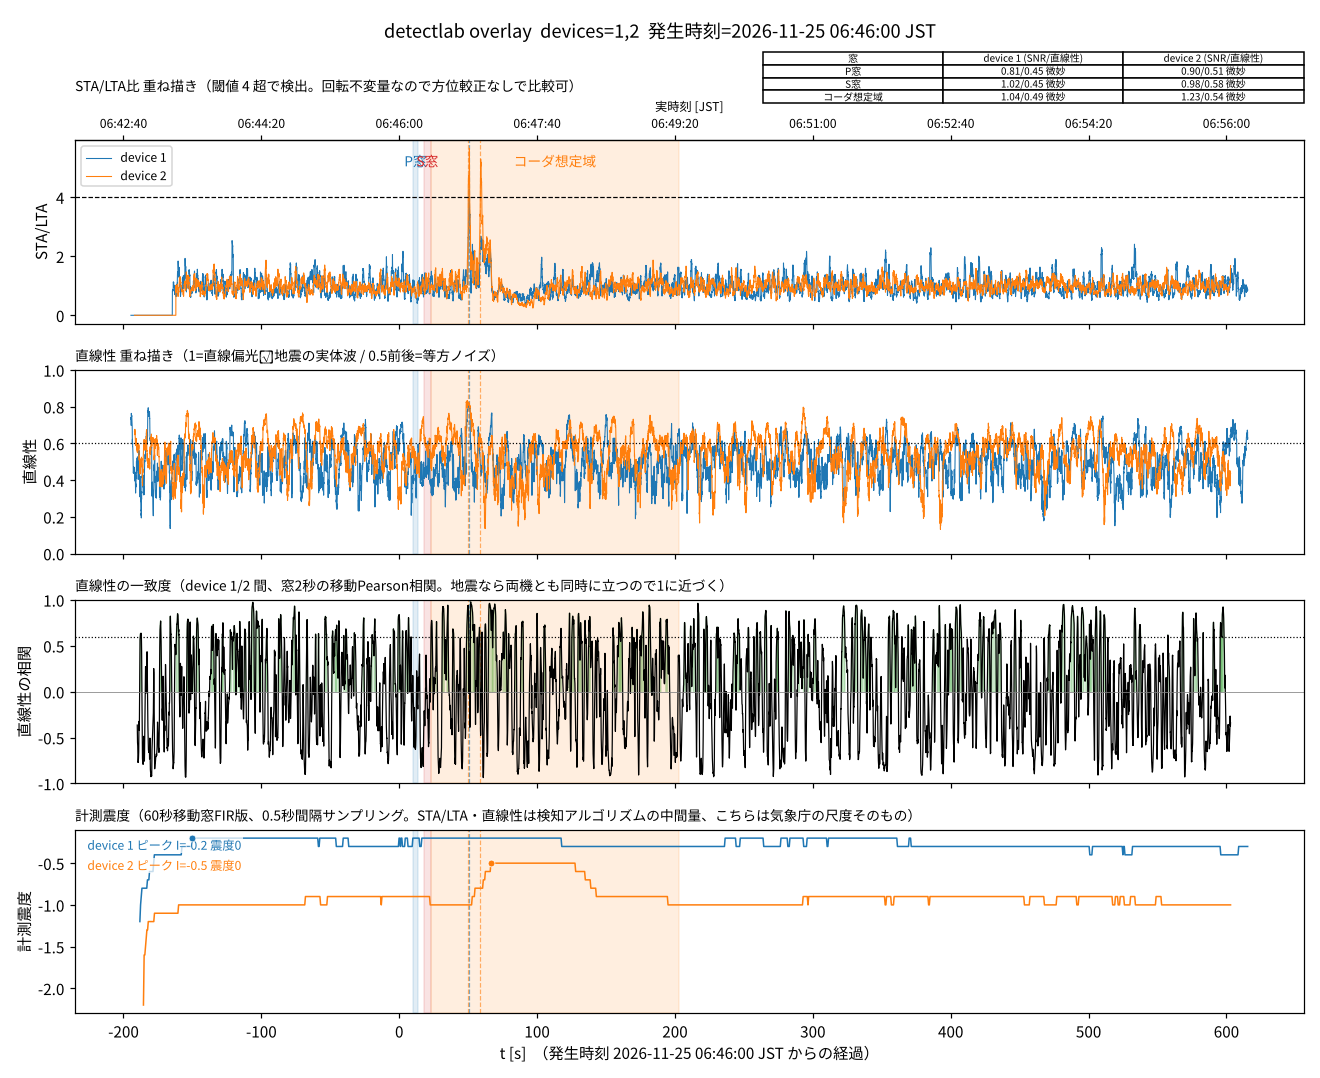 detectlab overlay  devices=1,2  発生時刻=2026-11-25 06:46:00 JST
窓 device 1 (SNR/直線性) device 2 (SNR/直線性)
P窓 0.81/0.45 微妙 0.90/0.51 微妙
S窓 1.02/0.45 微妙 0.98/0.58 微妙
コーダ想定域 1.04/0.49 微妙 1.23/0.54 微妙
STA/LTA比 重ね描き（閾値 4 超で検出。回転不変量なので方位較正なしで比較可）
実時刻 [JST]
06:42:40 06:44:20 06:46:00 06:47:40 06:49:20 06:51:00 06:52:40 06:54:20 06:56:00
device 1
device 2
P窓 S窓 コーダ想定域
STA/LTA
4
2
0
直線性 重ね描き（1=直線偏光 地震の実体波 / 0.5前後=等方ノイズ）
直線性
1.0
0.8
0.6
0.4
0.2
0.0
直線性の一致度（device 1/2 間、窓2秒の移動Pearson相関。地震なら両機とも同時に立つので1に近づく）
直線性の相関
1.0
0.5
0.0
-0.5
-1.0
計測震度（60秒移動窓FIR版、0.5秒間隔サンプリング。STA/LTA・直線性は検知アルゴリズムの中間量、こちらは気象庁の尺度そのもの）
device 1 ピーク I=-0.2 震度0
device 2 ピーク I=-0.5 震度0
計測震度
-0.5
-1.0
-1.5
-2.0
-200 -100 0 100 200 300 400 500 600
t [s]　（発生時刻 2026-11-25 06:46:00 JST からの経過）